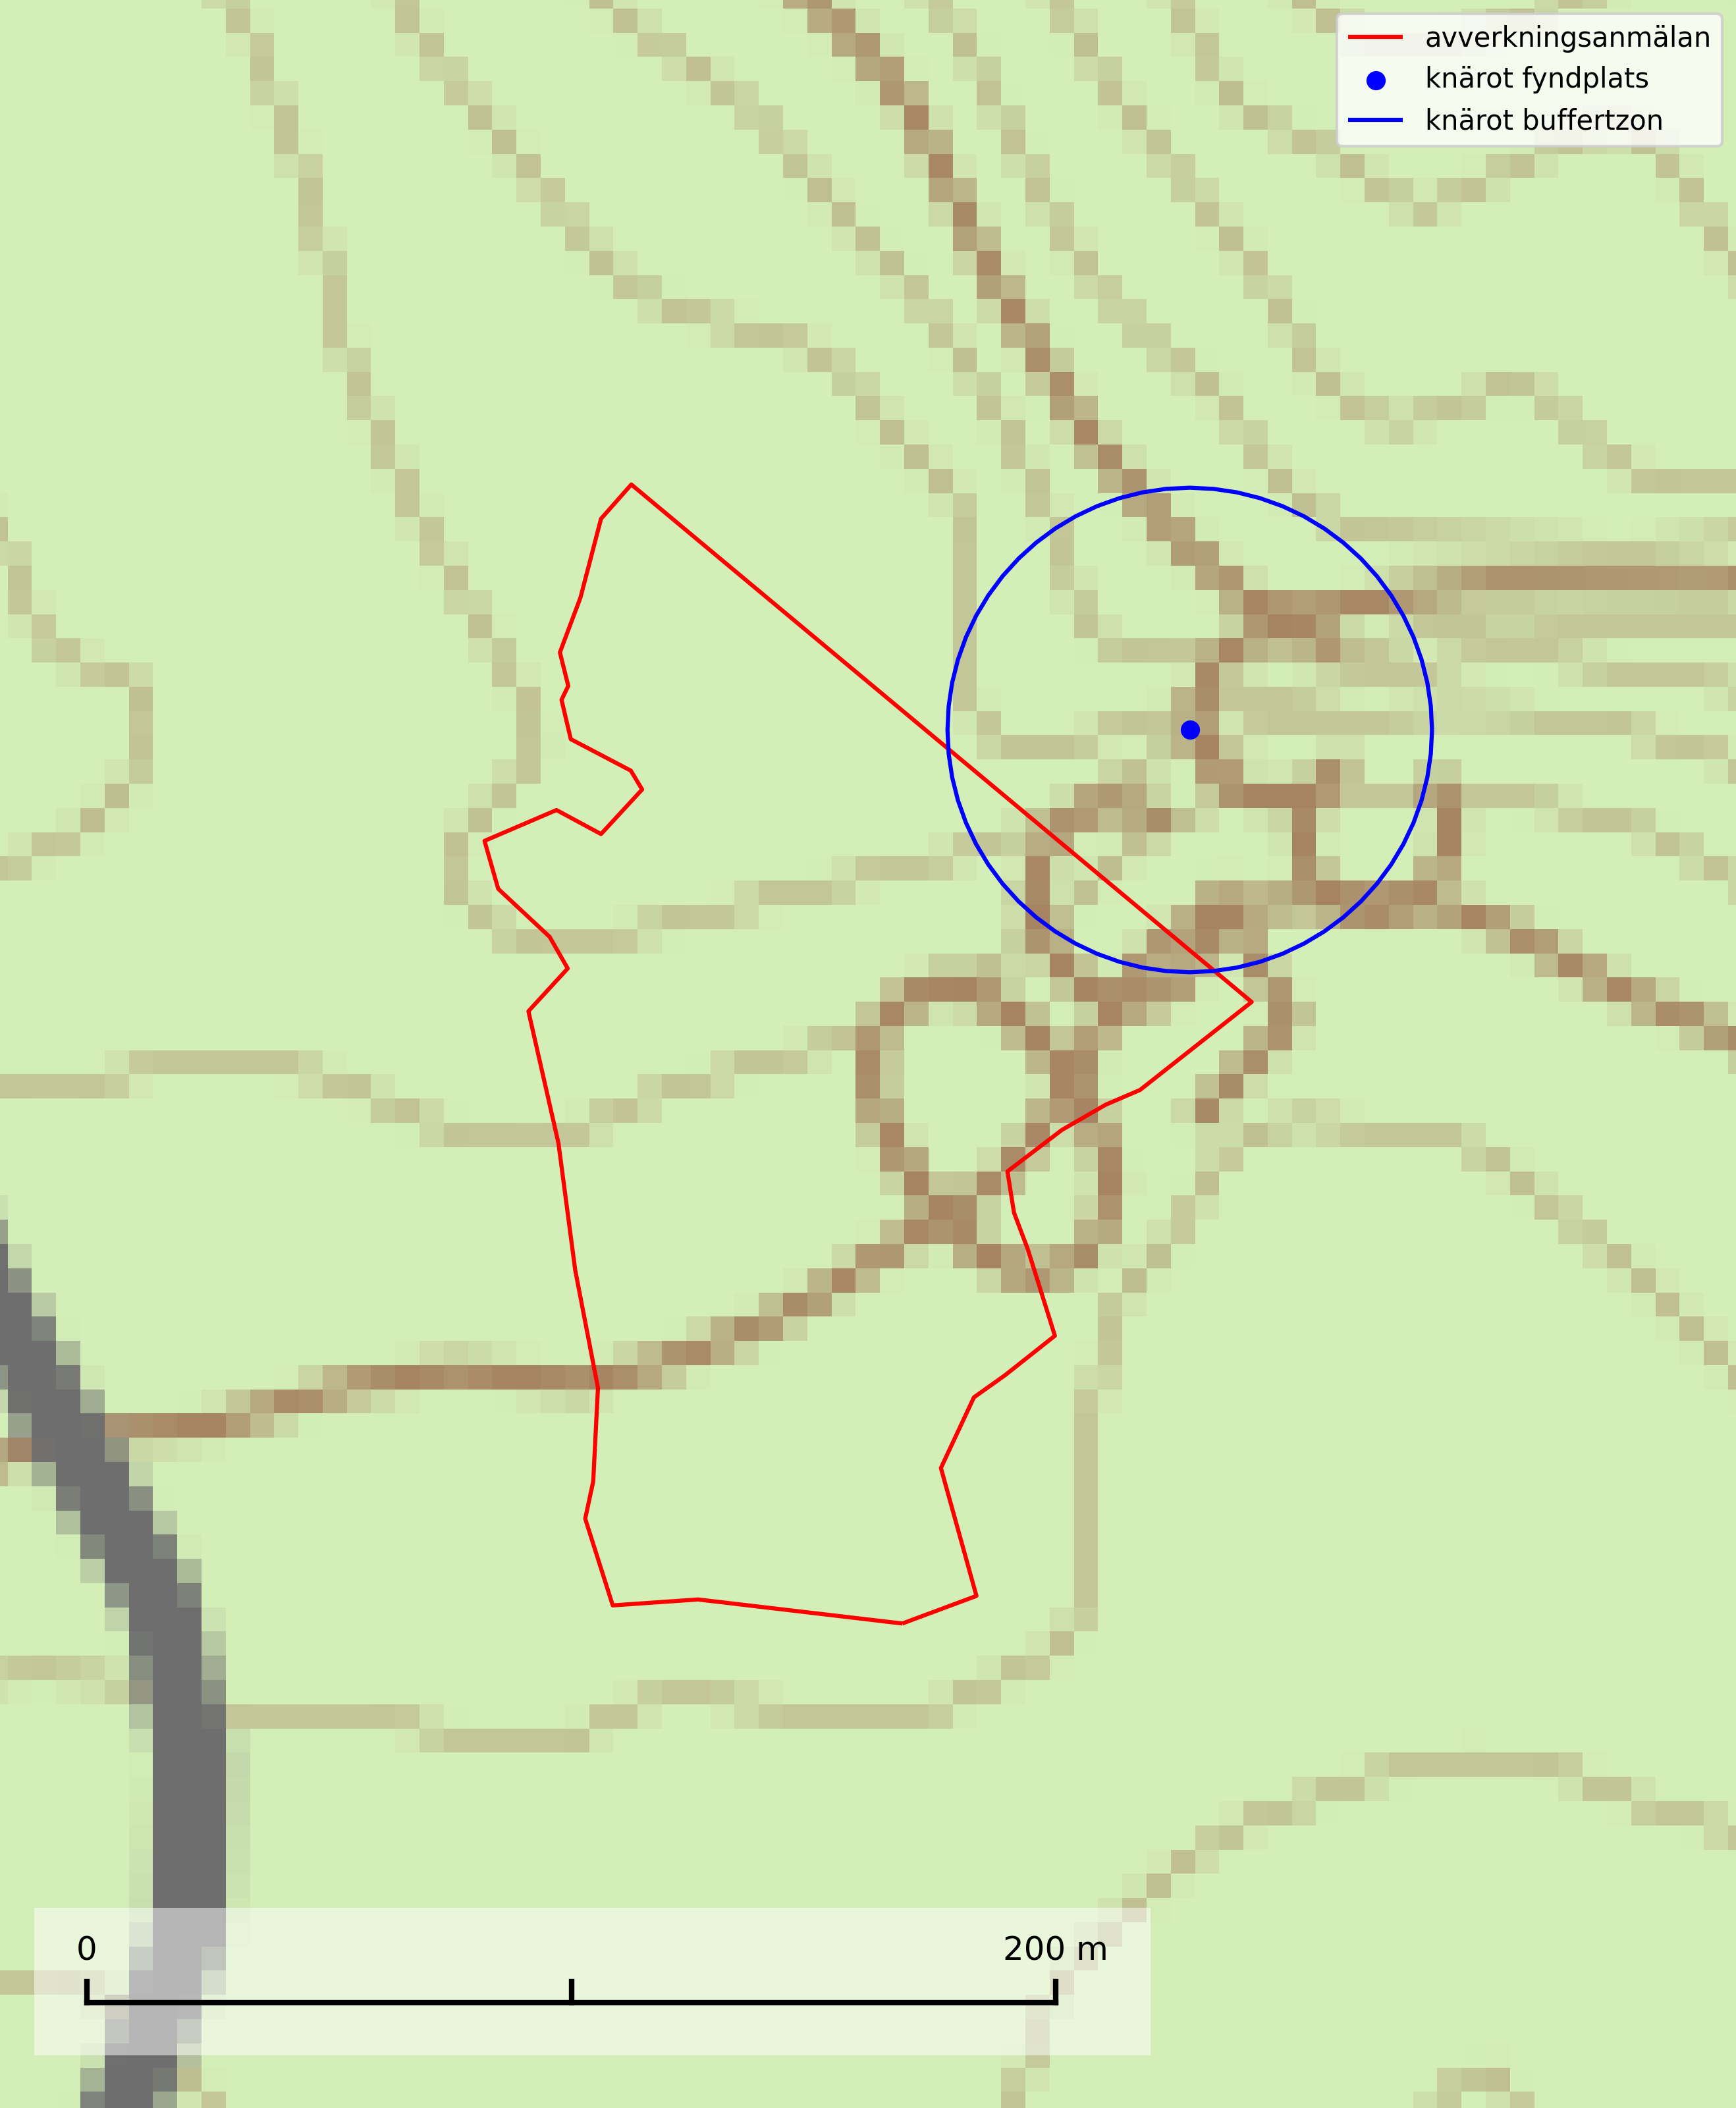 avverkningsanmälan
knärot fyndplats
knärot buffertzon
0
200 m